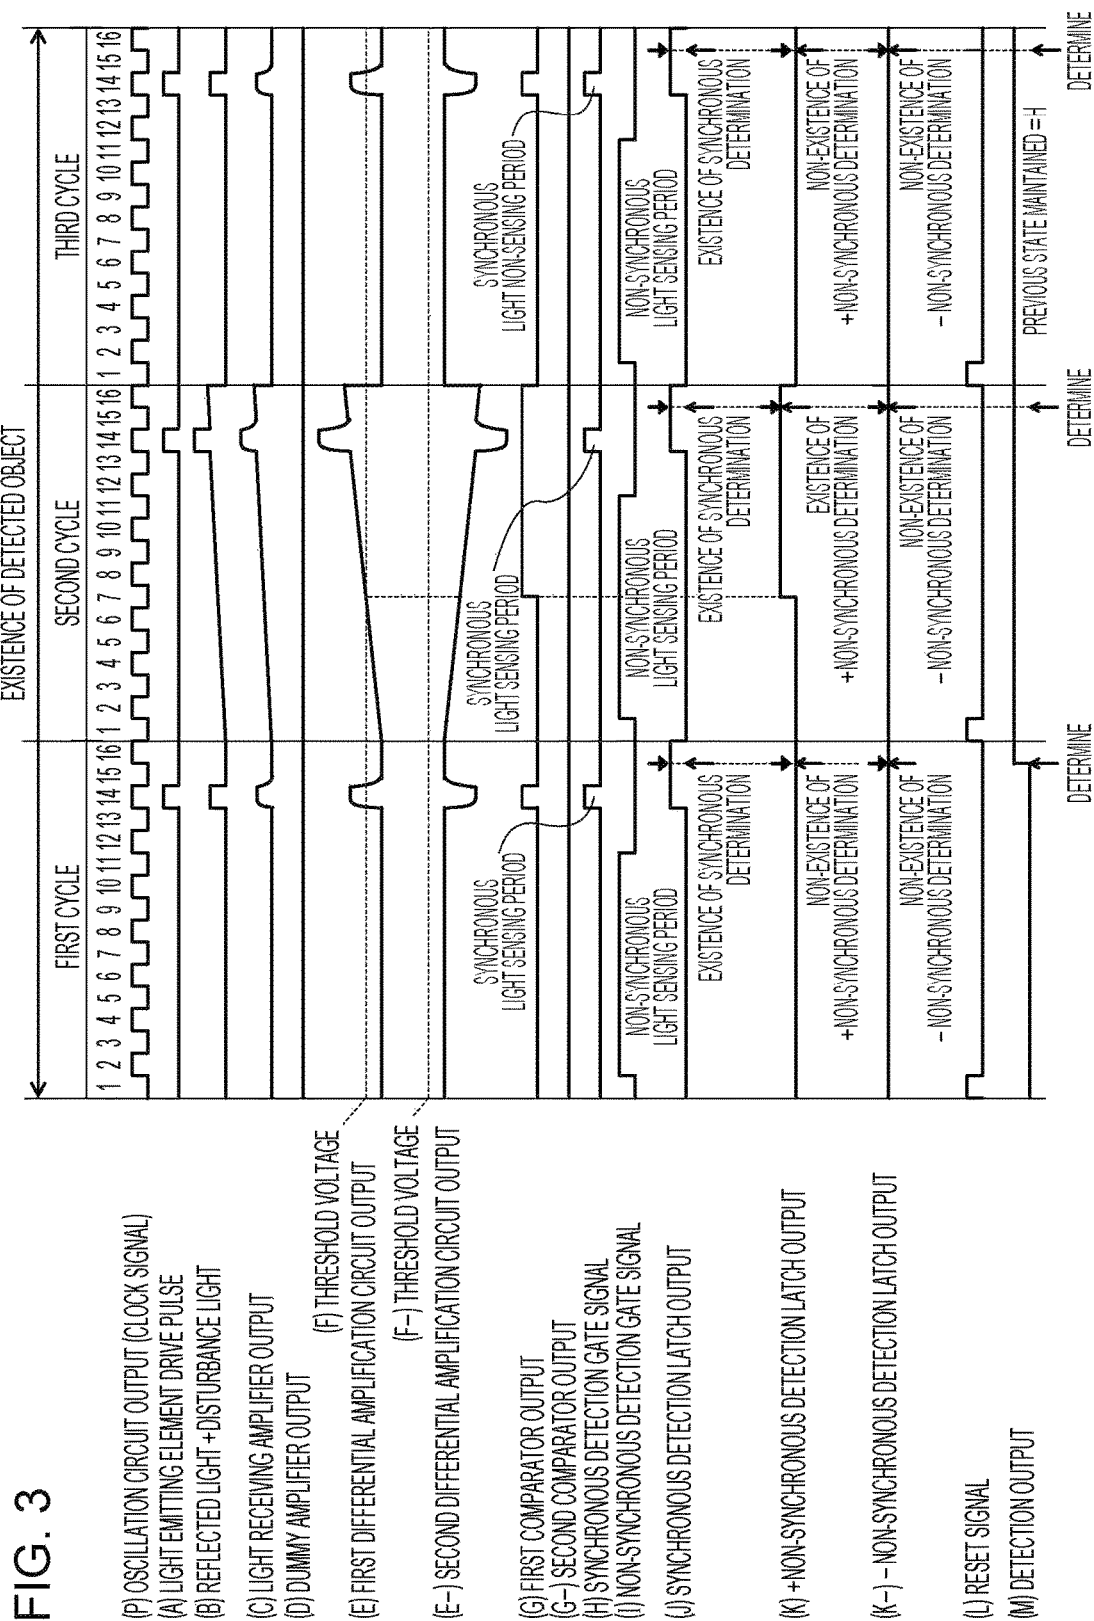 FIG. 3
EXISTENCE OF DETECTED OBJECT
FIRST CYCLE
SECOND CYCLE
THIRD CYCLE
1 2 3 4 5 6 7 8 9 10 11 12 13 14 15 16
1 2 3 4 5 6 7 8 9 10 11 12 13 14 15 16
1 2 3 4 5 6 7 8 9 10 11 12 13 14 15 16
(P) OSCILLATION CIRCUIT OUTPUT (CLOCK SIGNAL)
(A) LIGHT EMITTING ELEMENT DRIVE PULSE
(B) REFLECTED LIGHT + DISTURBANCE LIGHT
(C) LIGHT RECEIVING AMPLIFIER OUTPUT
(D) DUMMY AMPLIFIER OUTPUT
(F) THRESHOLD VOLTAGE
(E) FIRST DIFFERENTIAL AMPLIFICATION CIRCUIT OUTPUT
(F−) THRESHOLD VOLTAGE
(E−) SECOND DIFFERENTIAL AMPLIFICATION CIRCUIT OUTPUT
(G) FIRST COMPARATOR OUTPUT
(G−) SECOND COMPARATOR OUTPUT
(H) SYNCHRONOUS DETECTION GATE SIGNAL
(I) NON-SYNCHRONOUS DETECTION GATE SIGNAL
(J) SYNCHRONOUS DETECTION LATCH OUTPUT
(K) + NON-SYNCHRONOUS DETECTION LATCH OUTPUT
(K−) − NON-SYNCHRONOUS DETECTION LATCH OUTPUT
(L) RESET SIGNAL
(M) DETECTION OUTPUT
SYNCHRONOUS
LIGHT SENSING PERIOD
SYNCHRONOUS
LIGHT SENSING PERIOD
SYNCHRONOUS
LIGHT NON-SENSING PERIOD
NON-SYNCHRONOUS
LIGHT SENSING PERIOD
NON-SYNCHRONOUS
LIGHT SENSING PERIOD
NON-SYNCHRONOUS
LIGHT SENSING PERIOD
EXISTENCE OF SYNCHRONOUS
DETERMINATION
EXISTENCE OF SYNCHRONOUS
DETERMINATION
EXISTENCE OF SYNCHRONOUS
DETERMINATION
NON-EXISTENCE OF
+ NON-SYNCHRONOUS DETERMINATION
EXISTENCE OF
+ NON-SYNCHRONOUS DETERMINATION
NON-EXISTENCE OF
+ NON-SYNCHRONOUS DETERMINATION
NON-EXISTENCE OF
− NON-SYNCHRONOUS DETERMINATION
NON-EXISTENCE OF
− NON-SYNCHRONOUS DETERMINATION
NON-EXISTENCE OF
− NON-SYNCHRONOUS DETERMINATION
PREVIOUS STATE MAINTAINED = H
DETERMINE
DETERMINE
DETERMINE